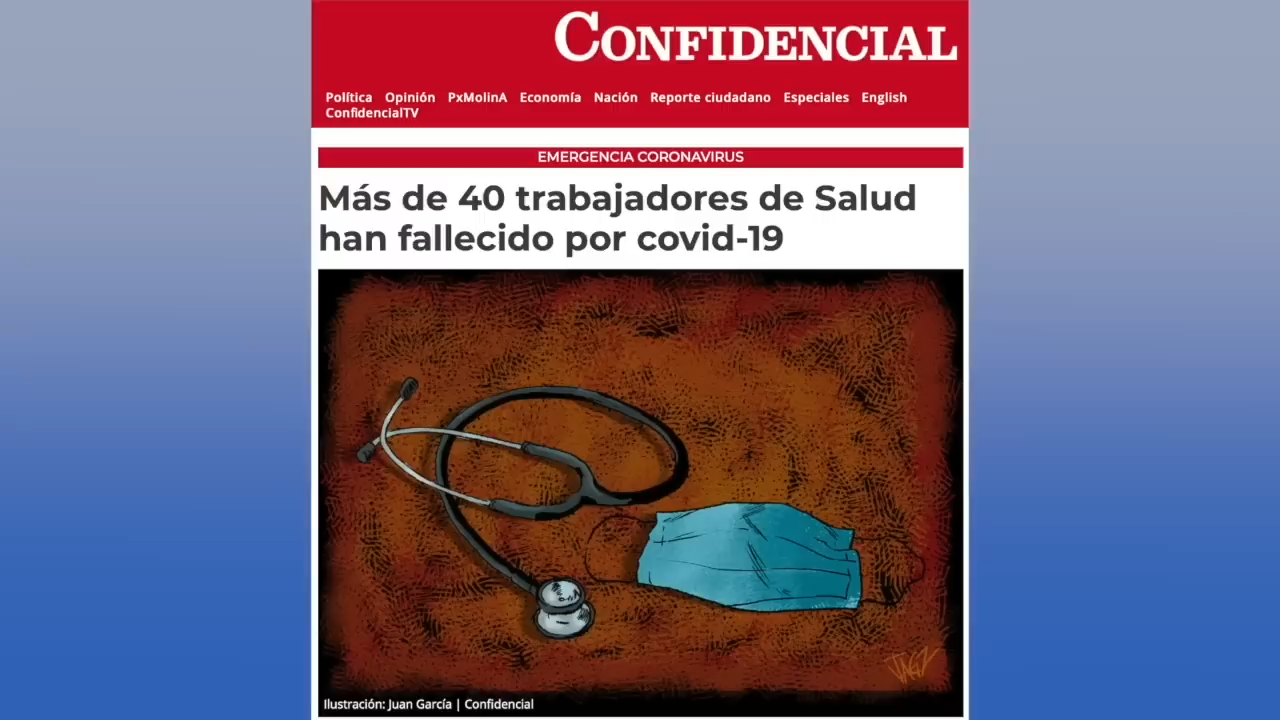 CONFIDENCIAL
Política Opinión PxMolinA Economía Nación Reporte ciudadano Especiales English
ConfidencialTV
EMERGENCIA CORONAVIRUS
Más de 40 trabajadores de Salud
han fallecido por covid-19
JAGZ
Ilustración: Juan García | Confidencial